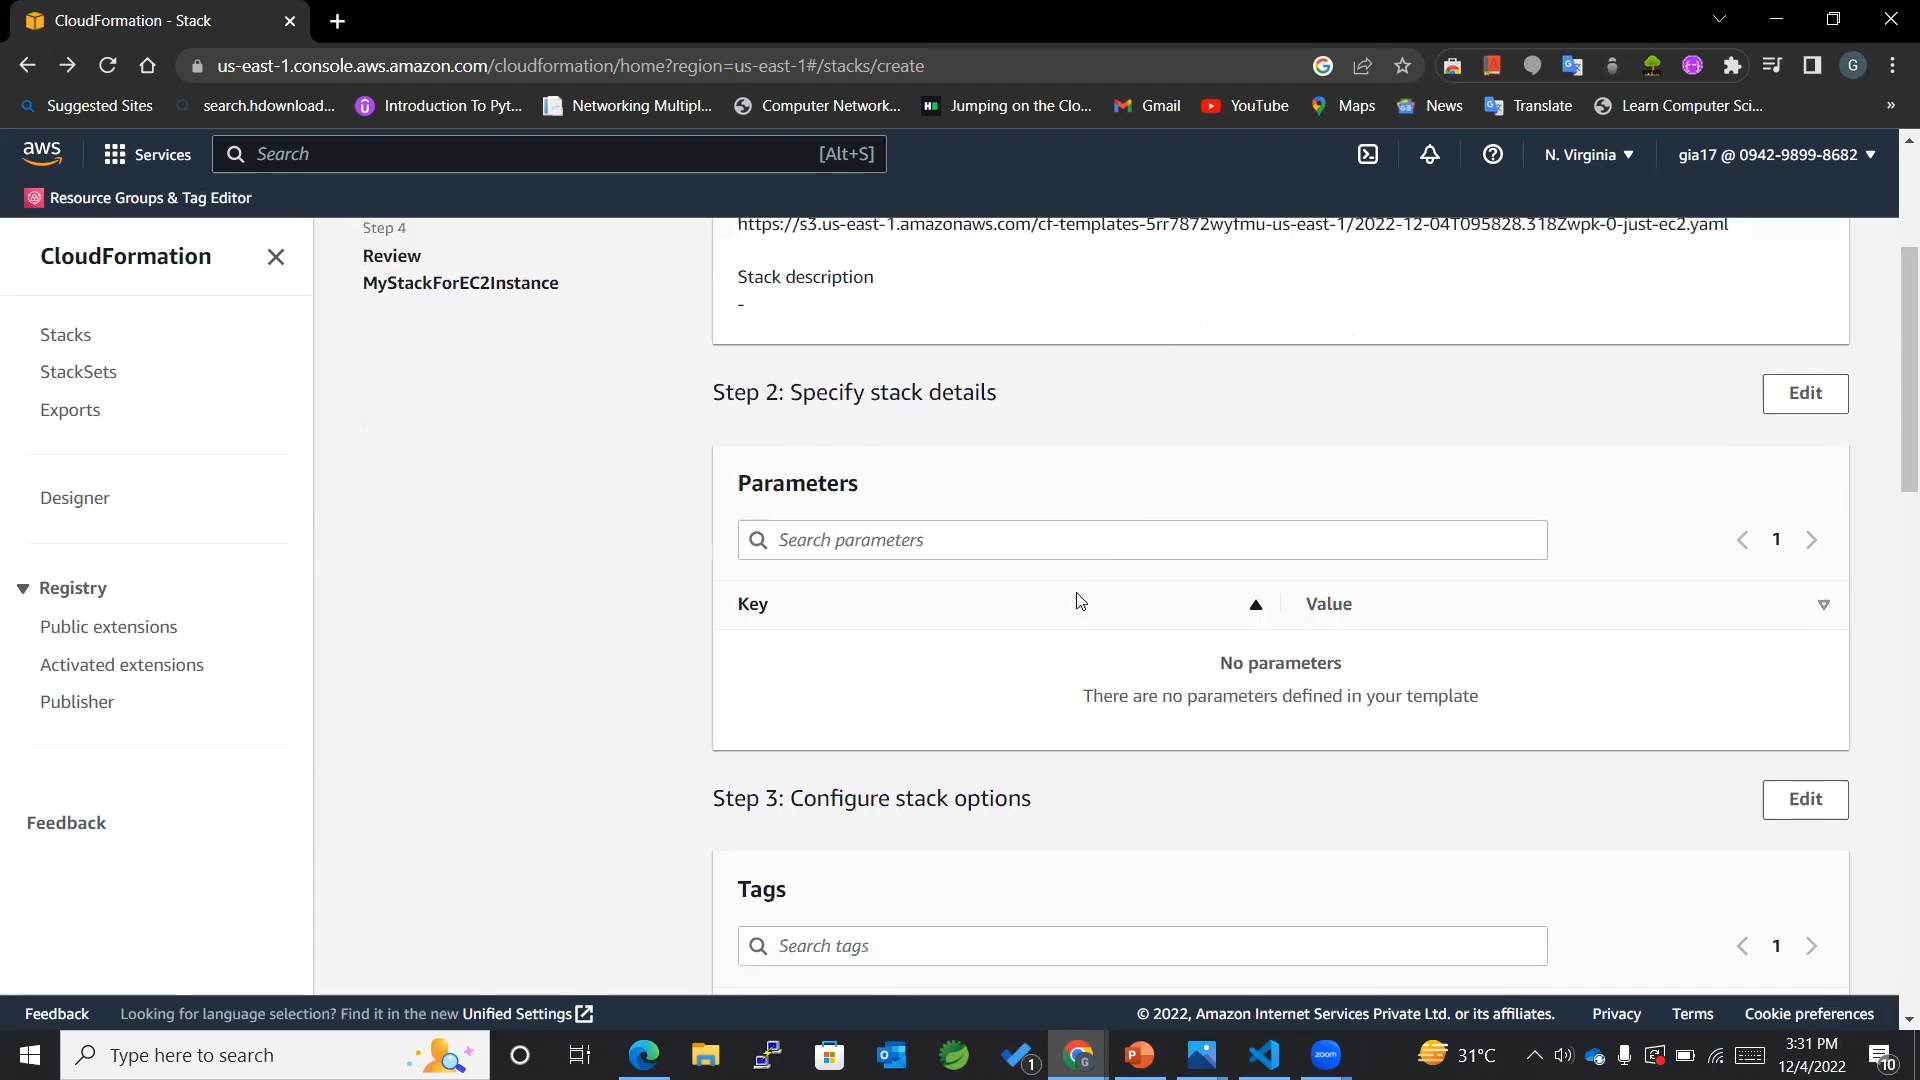 CloudFormation - Stack
us-east-1.console.aws.amazon.com/cloudformation/home?region=us-east-1#/stacks/create
G
Suggested Sites
search.hdownload...
Introduction To Pyt...
Networking Multipl...
Computer Network...
Jumping on the Clo...
Gmail
YouTube
Maps
News
Translate
Learn Computer Sci...
»
aws
Services
Search
[Alt+S]
N. Virginia
gia17 @ 0942-9899-8682
Resource Groups & Tag Editor
CloudFormation
Stacks
StackSets
Exports
Designer
Registry
Public extensions
Activated extensions
Publisher
Feedback
Step 4
Review
MyStackForEC2Instance
https://s3.us-east-1.amazonaws.com/cf-templates-5rr7872wyfmu-us-east-1/2022-12-04T095828.318Zwpk-0-just-ec2.yaml
Stack description
-
Step 2: Specify stack details
Edit
Parameters
Search parameters
1
Key
Value
No parameters
There are no parameters defined in your template
Step 3: Configure stack options
Edit
Tags
Search tags
1
Feedback
Looking for language selection? Find it in the new Unified Settings
© 2022, Amazon Internet Services Private Ltd. or its affiliates.
Privacy
Terms
Cookie preferences
Type here to search
1
zoom
31°C
3:31 PM
12/4/2022
10